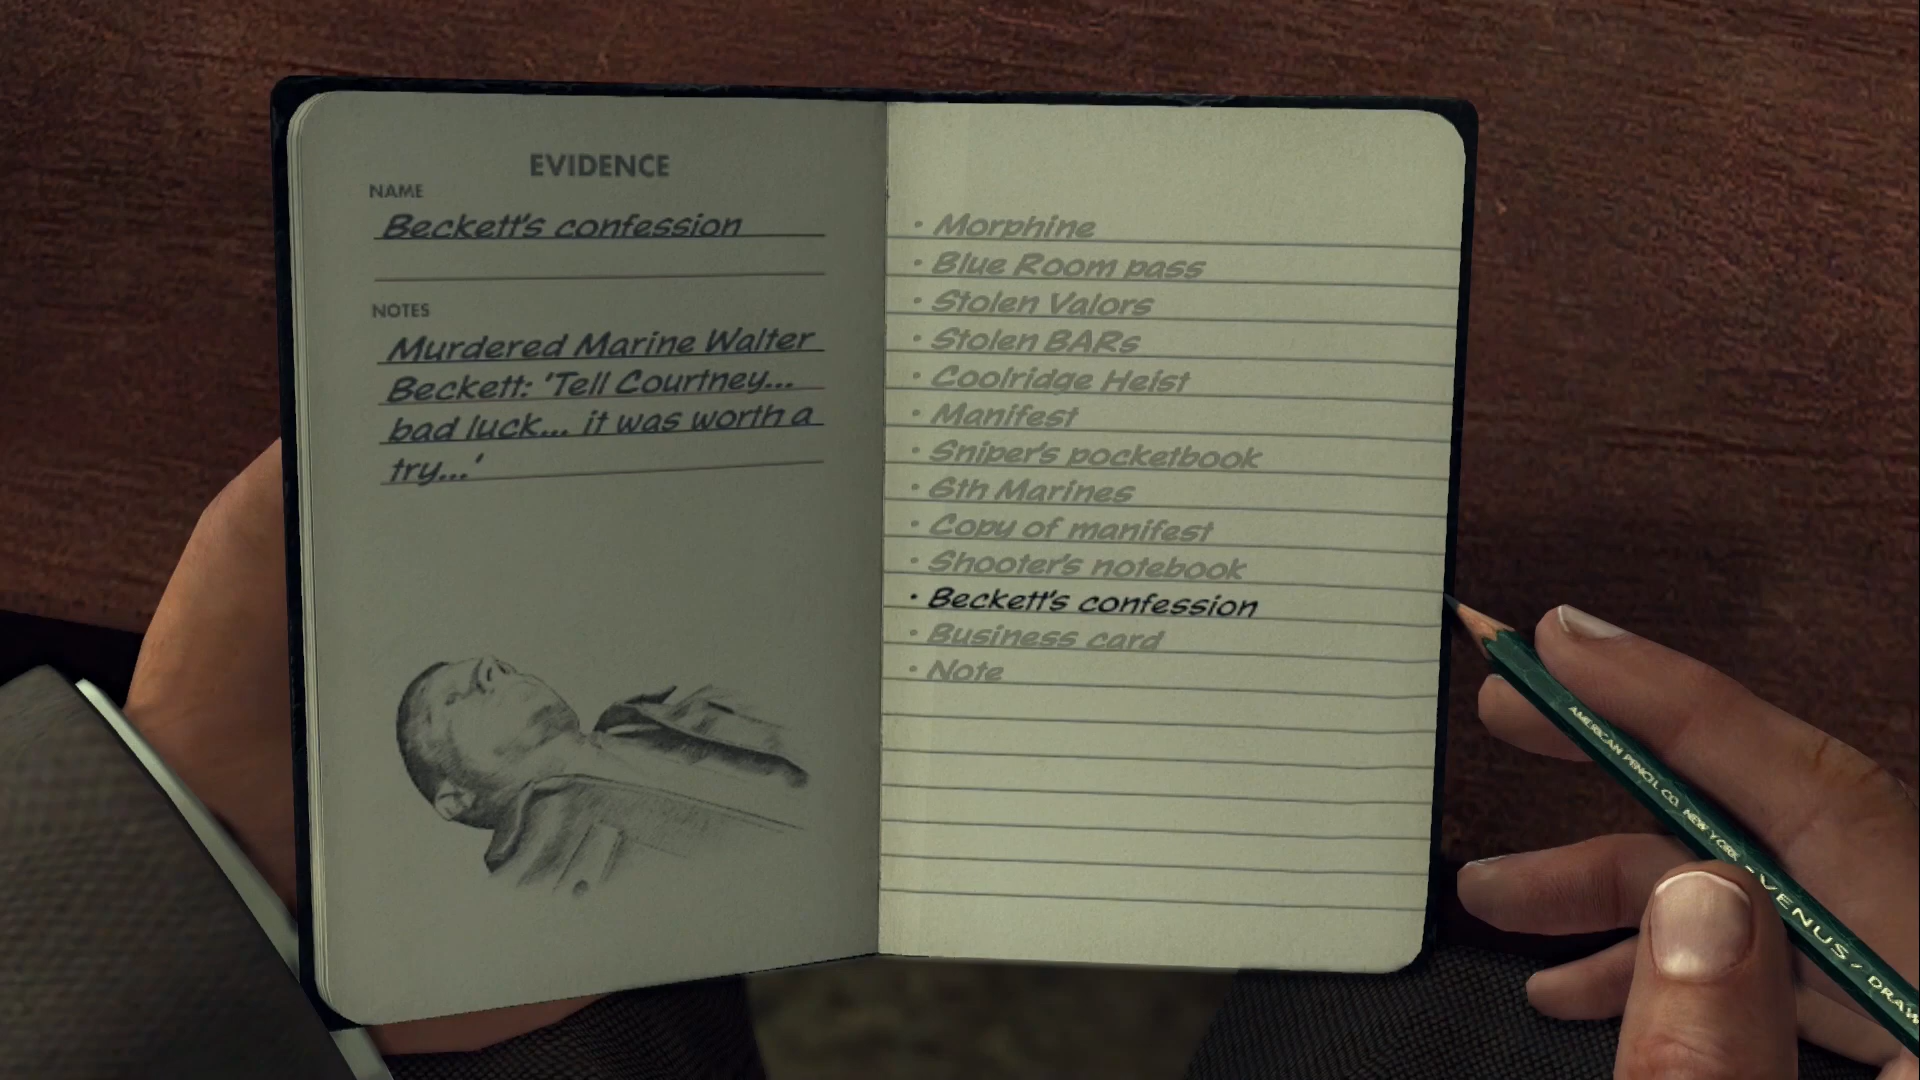 EVIDENCE
NAME
Beckett's confession
NOTES
Murdered Marine Walter
Beckett: 'Tell Courtney...
bad luck... it was worth a
try...'
• Morphine
• Blue Room pass
• Stolen Valors
• Stolen BARs
• Coolridge Heist
• Manifest
• Sniper's pocketbook
• 6th Marines
• Copy of manifest
• Shooter's notebook
• Beckett's confession
• Business card
• Note
AMERICAN PENCIL CO. NEW YORK VENUS / DRAW